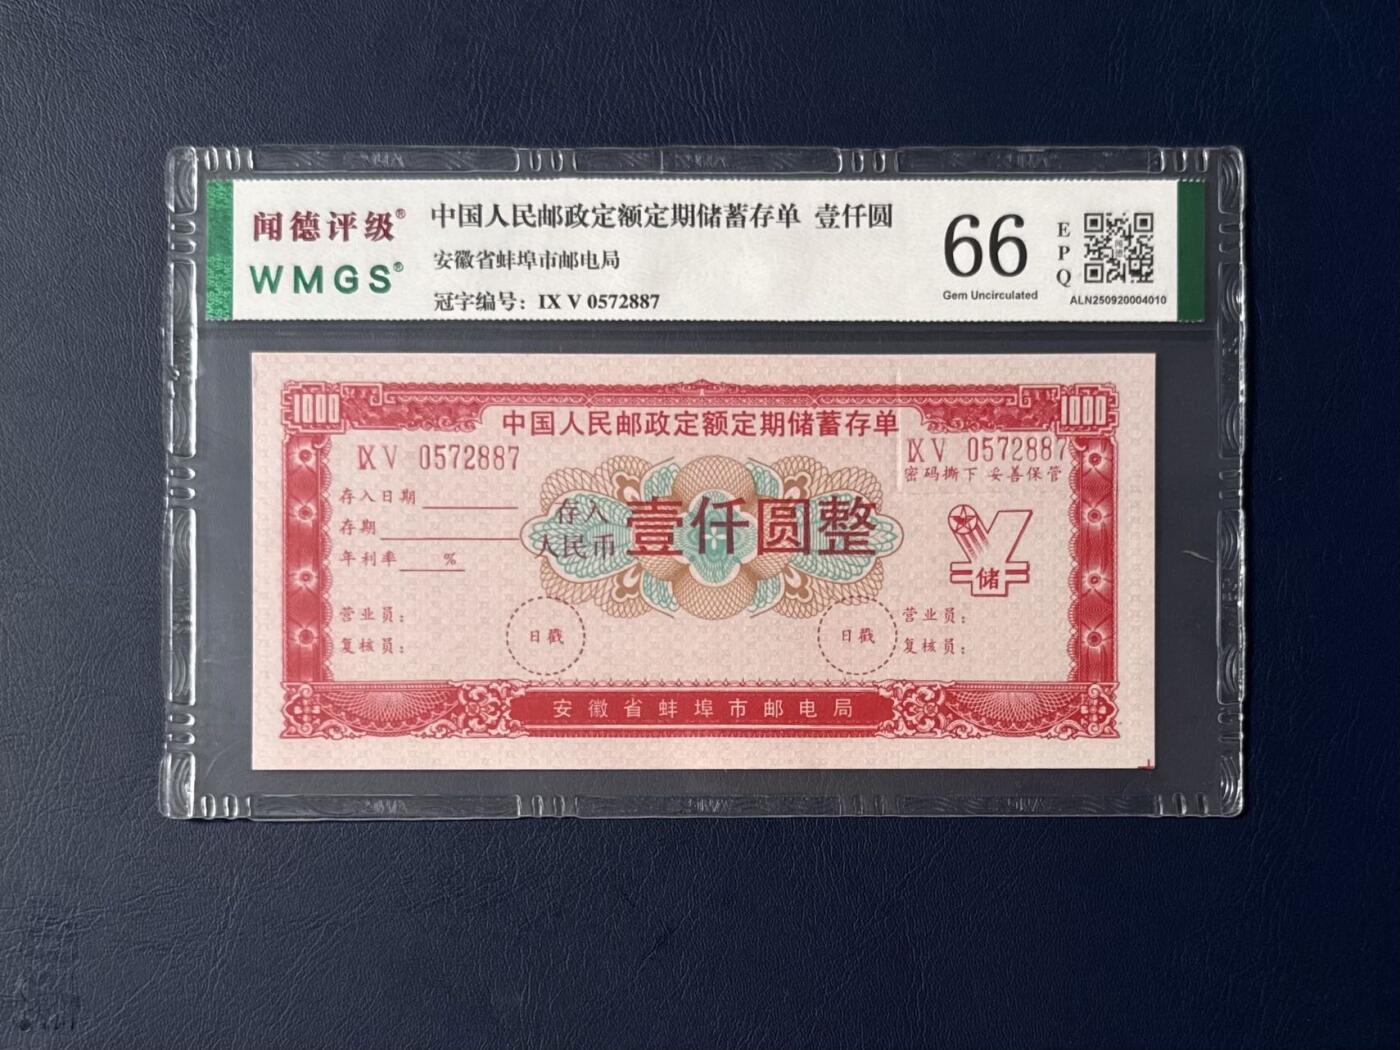 闻德评级®
WMGS®
中国人民邮政定额定期储蓄存单 壹仟圆
安徽省蚌埠市邮电局
冠字编号：IX V 0572887
66
Gem Uncirculated
E
P
Q
ALN250920004010
1000
1000
中国人民邮政定额定期储蓄存单
IX V 0572887
IX V 0572887
密码撕下 妥善保管
存入日期
存期
年利率 %
存入
人民币
壹仟圆整
储
营业员：
复核员：
日戳
日戳
营业员：
复核员：
安徽省蚌埠市邮电局